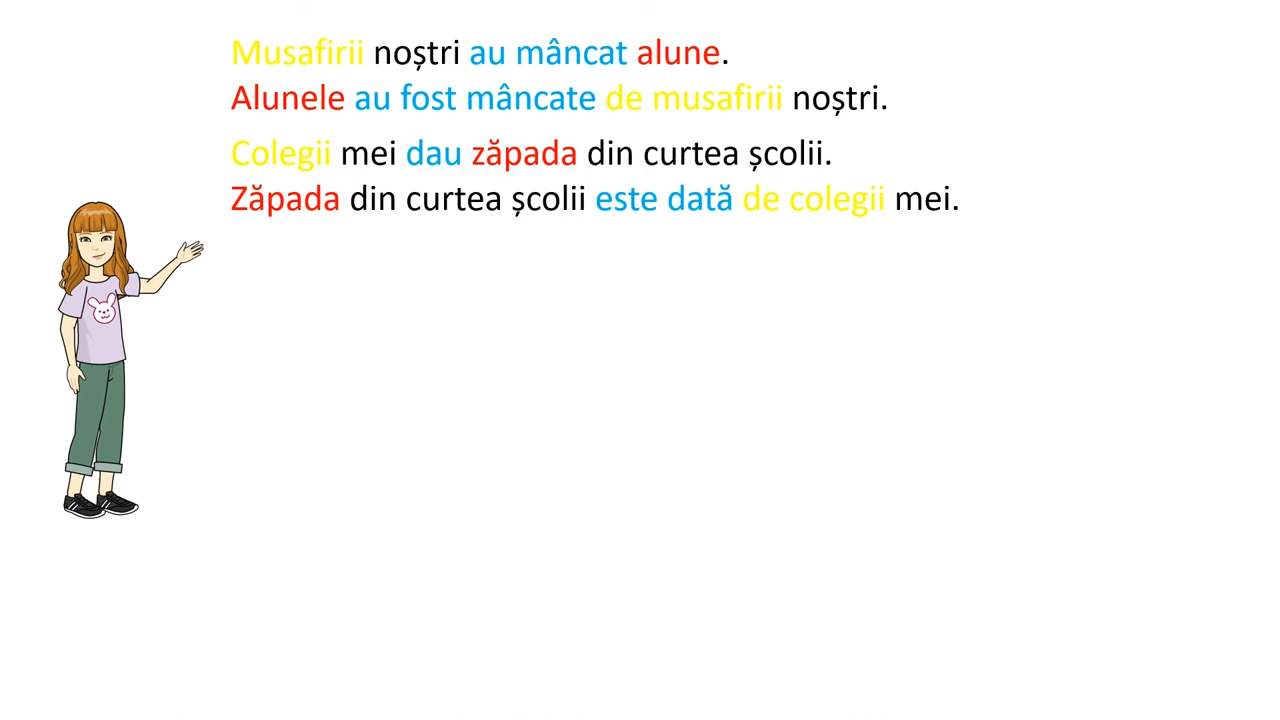 Musafirii noștri au mâncat alune.
Alunele au fost mâncate de musafirii noștri.
Colegii mei dau zăpada din curtea școlii.
Zăpada din curtea școlii este dată de colegii mei.